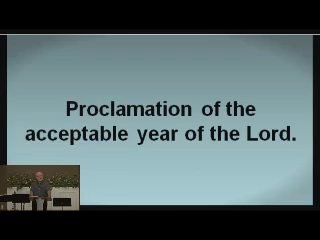 Proclamation of the
acceptable year of the Lord.